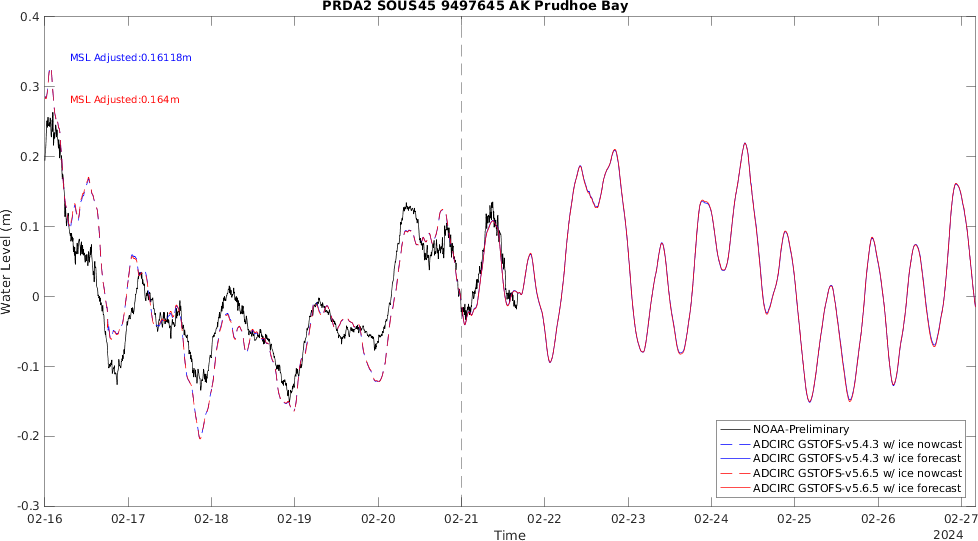 PRDA2 SOUS45 9497645 AK Prudhoe Bay
0.4
MSL Adjusted:0.16118m
0.3
MSL Adjusted:0.164m
0.2
0.1
0
-0.1
-0.2
-0.3
Water Level (m)
NOAA-Preliminary
ADCIRC GSTOFS-v5.4.3 w/ ice nowcast
ADCIRC GSTOFS-v5.4.3 w/ ice forecast
ADCIRC GSTOFS-v5.6.5 w/ ice nowcast
ADCIRC GSTOFS-v5.6.5 w/ ice forecast
02-16 02-17 02-18 02-19 02-20 02-21 02-22 02-23 02-24 02-25 02-26 02-27
Time
2024